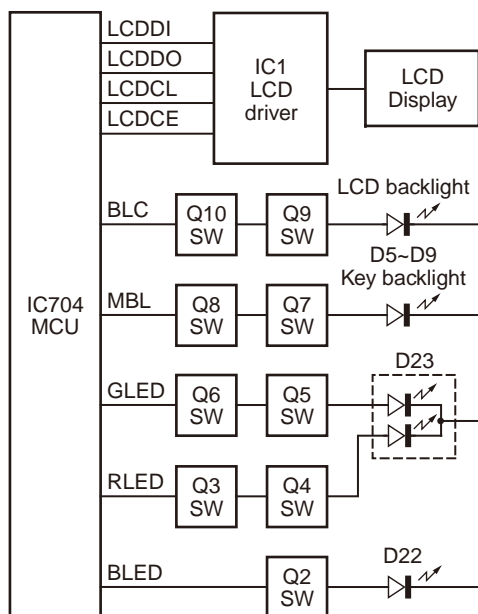 LCDDI
LCDDO
LCDCL
LCDCE
IC1
LCD
driver
LCD
Display
BLC
Q10
SW
Q9
SW
LCD backlight
IC704
MCU
MBL
Q8
SW
Q7
SW
D5~D9
Key backlight
GLED
Q6
SW
Q5
SW
D23
RLED
Q3
SW
Q4
SW
BLED
Q2
SW
D22